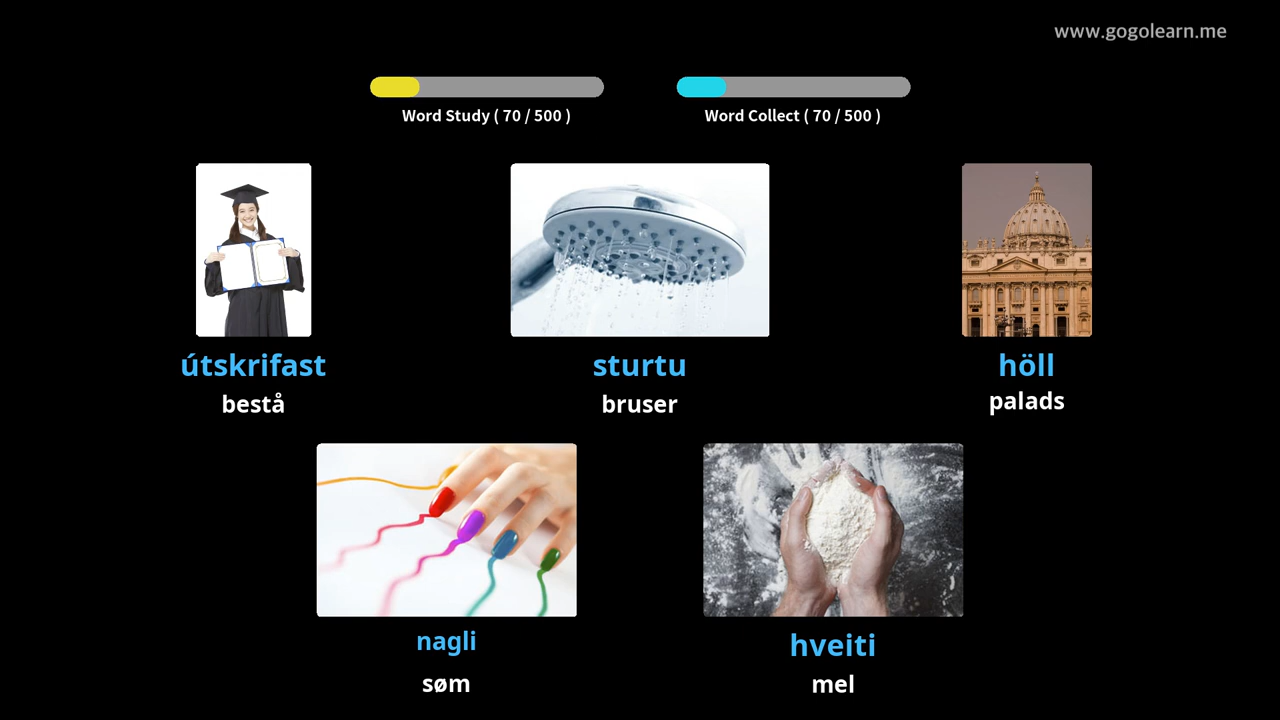 www.gogolearn.me
Word Study ( 70 / 500 )
Word Collect ( 70 / 500 )
útskrifast
bestå
sturtu
bruser
höll
palads
nagli
søm
hveiti
mel